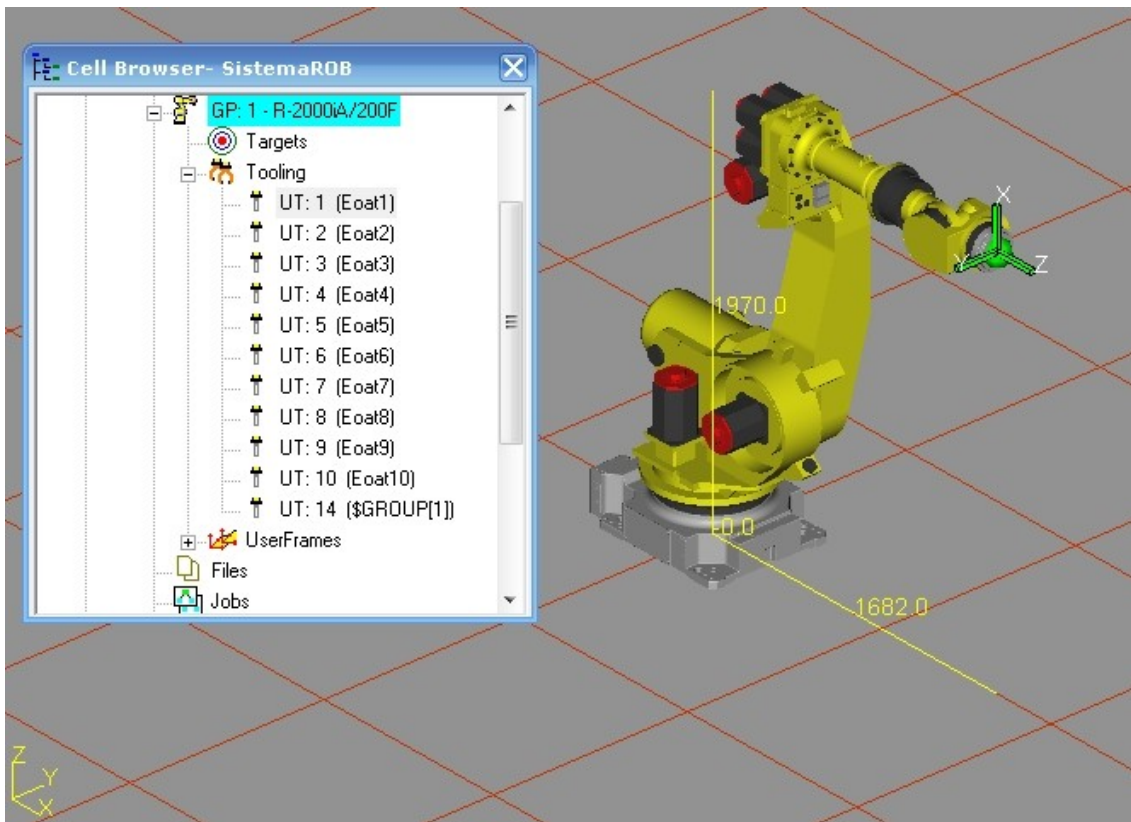 Cell Browser- SistemaROB
GP: 1 - R-2000iA/200F
Targets
Tooling
UT: 1 (Eoat1)
UT: 2 (Eoat2)
UT: 3 (Eoat3)
UT: 4 (Eoat4)
UT: 5 (Eoat5)
UT: 6 (Eoat6)
UT: 7 (Eoat7)
UT: 8 (Eoat8)
UT: 9 (Eoat9)
UT: 10 (Eoat10)
UT: 14 ($GROUP[1])
UserFrames
Files
Jobs
X
Y
Z
1970.0
-0.0
1682.0
Z
Y
X